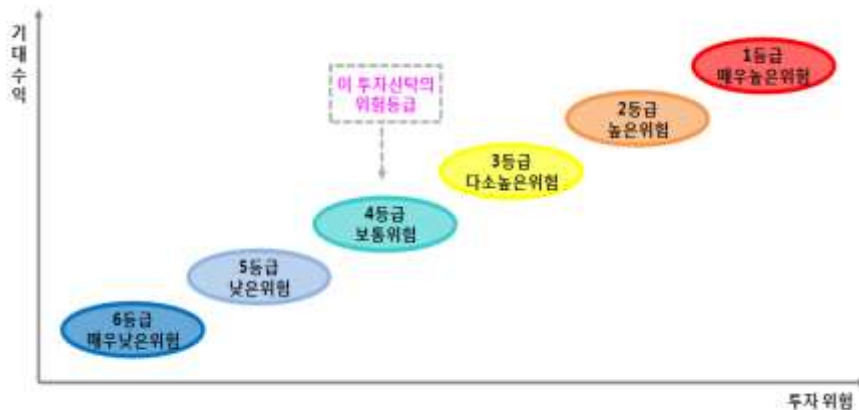 기대수익
이 투자신탁의
위험등급
1등급
매우높은위험
2등급
높은위험
3등급
다소높은위험
4등급
보통위험
5등급
낮은위험
6등급
매우낮은위험
투자 위험